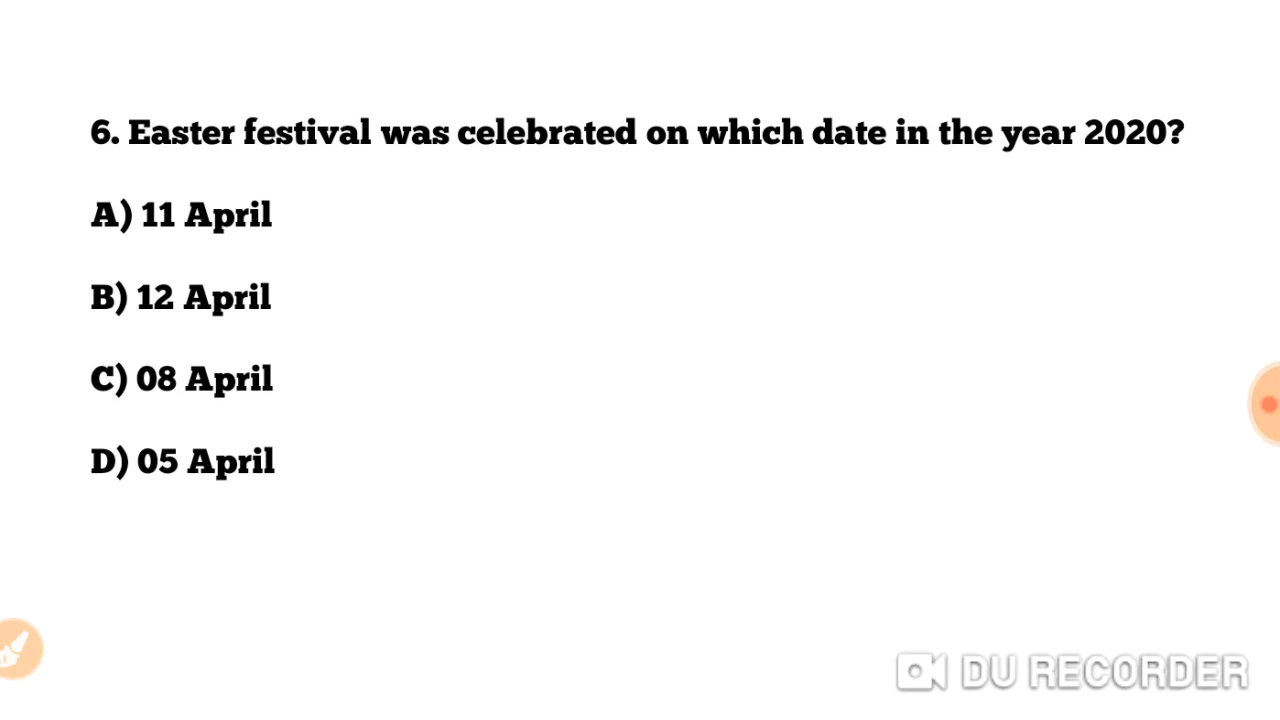 6. Easter festival was celebrated on which date in the year 2020?
A) 11 April
B) 12 April
C) 08 April
D) 05 April
DU RECORDER